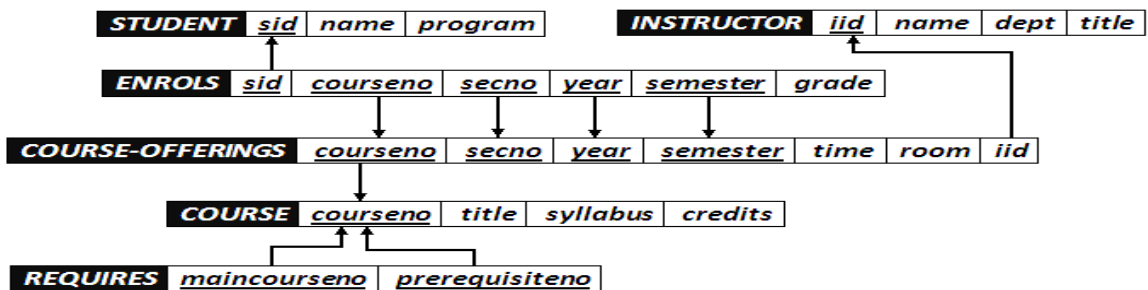 STUDENT sid name program INSTRUCTOR iid name dept title
ENROLS sid courseno secno year semester grade
COURSE-OFFERINGS courseno secno year semester time room iid
COURSE courseno title syllabus credits
REQUIRES maincourseno prerequisiteno